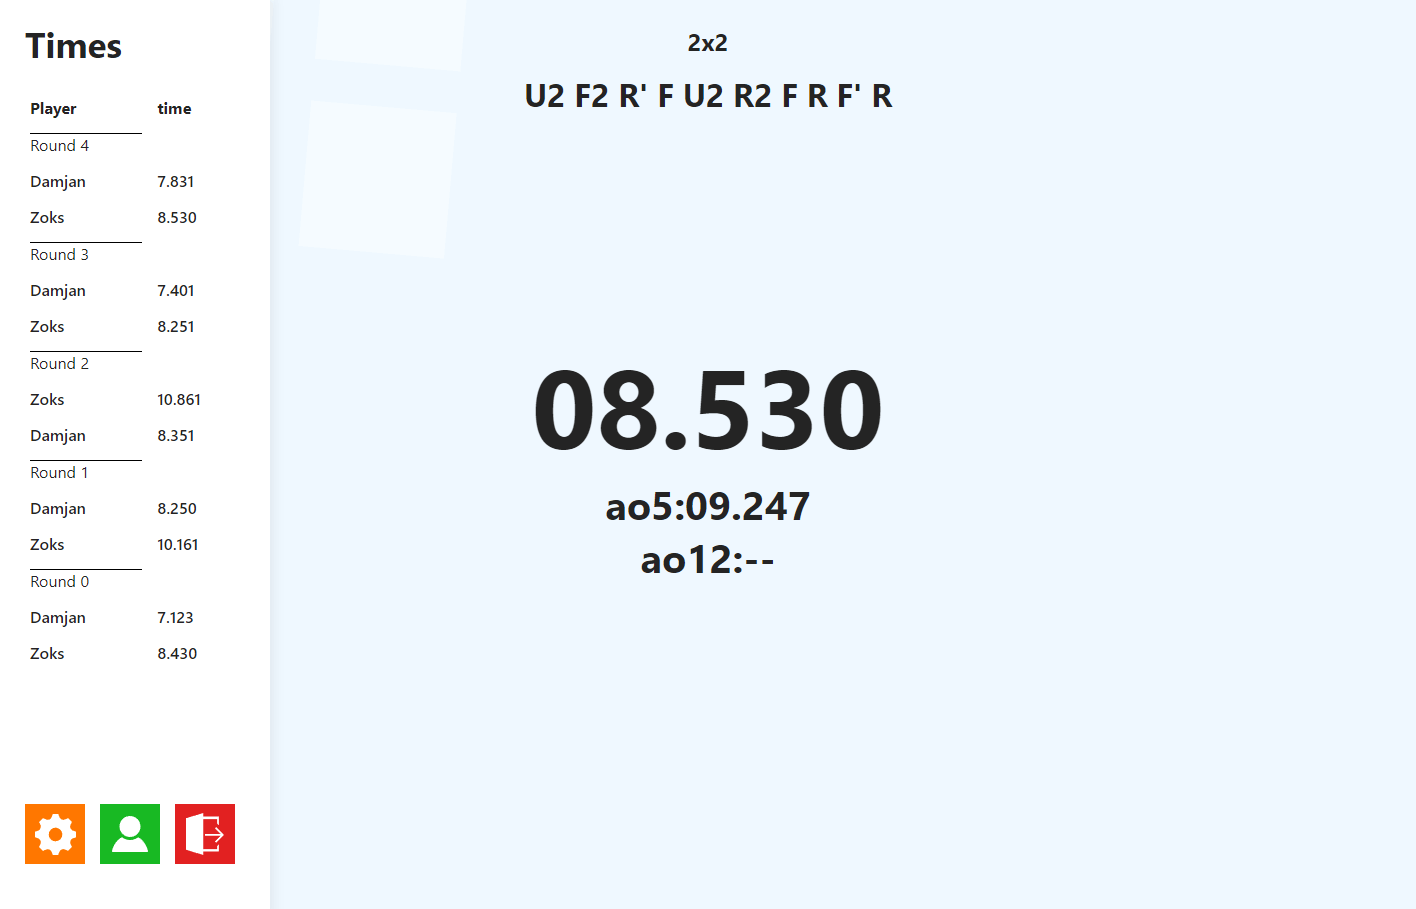 Times
Player time
Round 4
Damjan 7.831
Zoks 8.530
Round 3
Damjan 7.401
Zoks 8.251
Round 2
Zoks 10.861
Damjan 8.351
Round 1
Damjan 8.250
Zoks 10.161
Round 0
Damjan 7.123
Zoks 8.430
2x2
U2 F2 R' F U2 R2 F R F' R
08.530
ao5:09.247
ao12:--